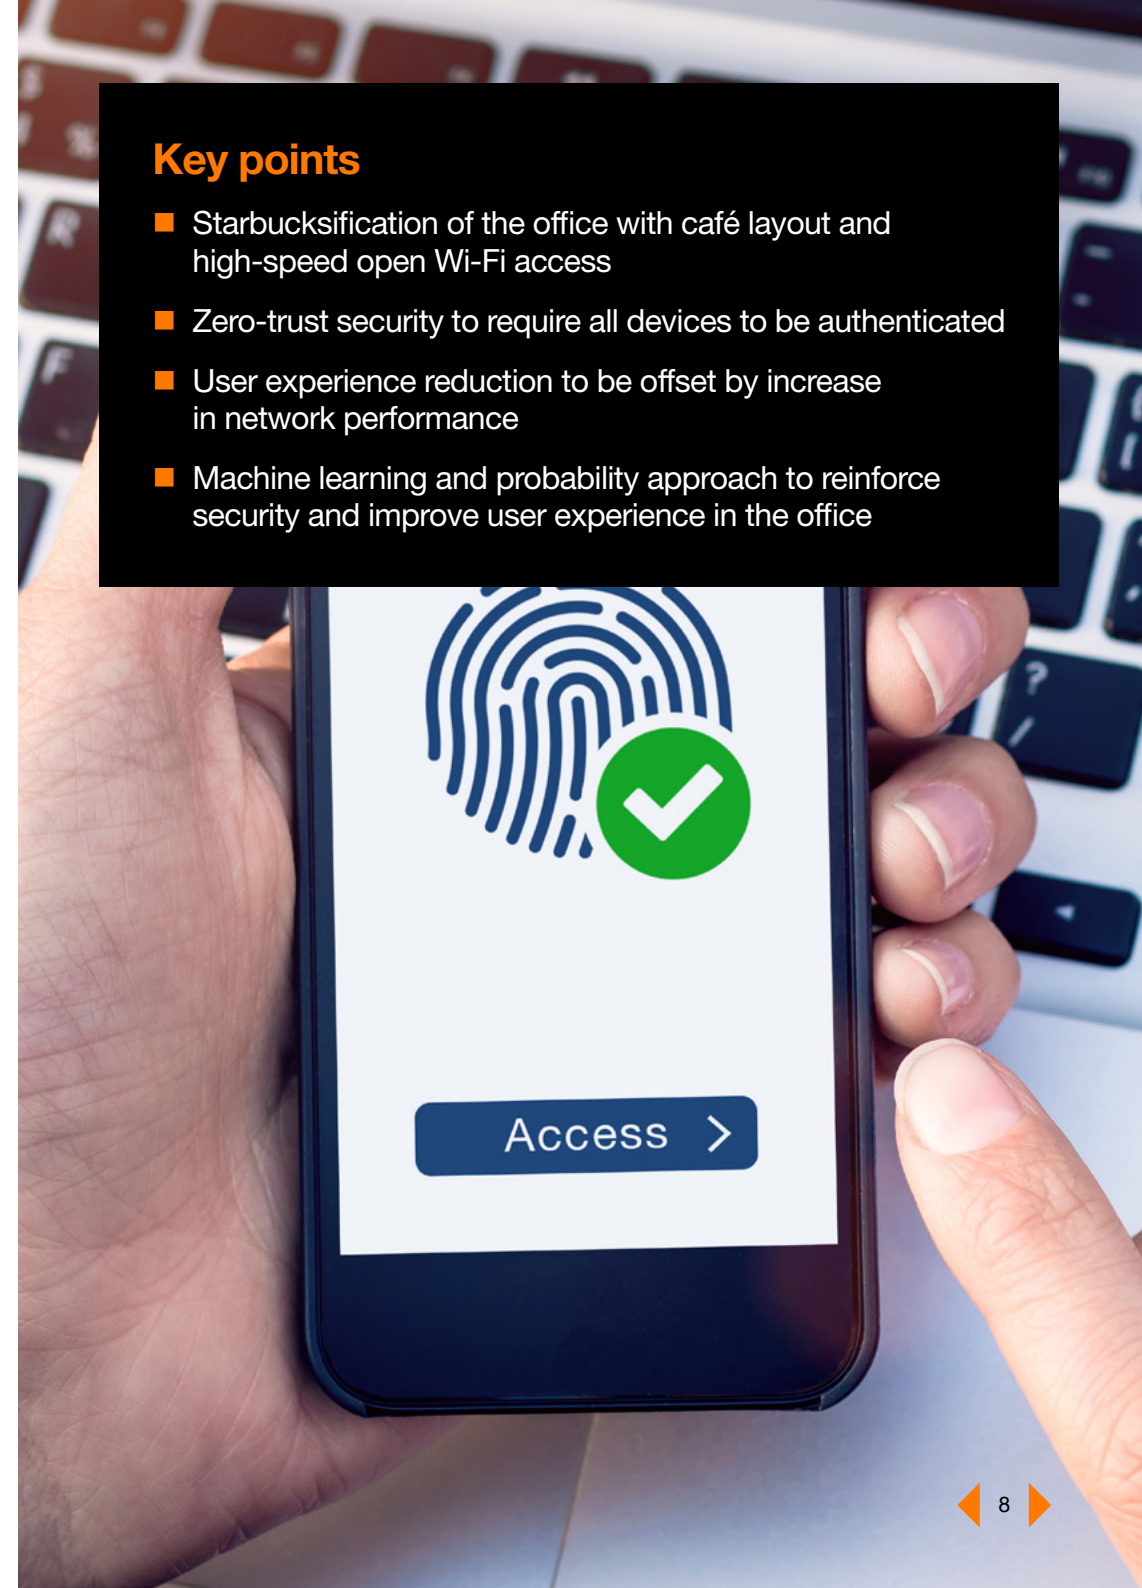 Key points
Starbucksification of the office with café layout and
high-speed open Wi-Fi access
Zero-trust security to require all devices to be authenticated
User experience reduction to be offset by increase
in network performance
Machine learning and probability approach to reinforce
security and improve user experience in the office
$
%
R
F
?
/
Access
8